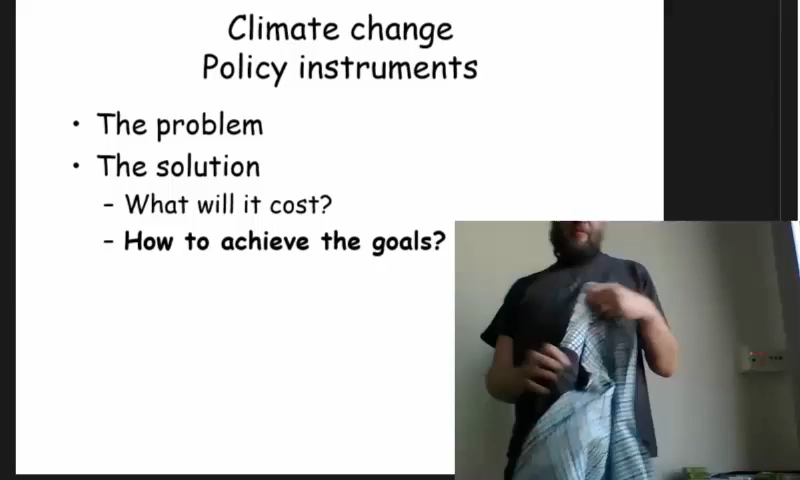 Climate change
Policy instruments
• The problem
• The solution
– What will it cost?
– How to achieve the goals?